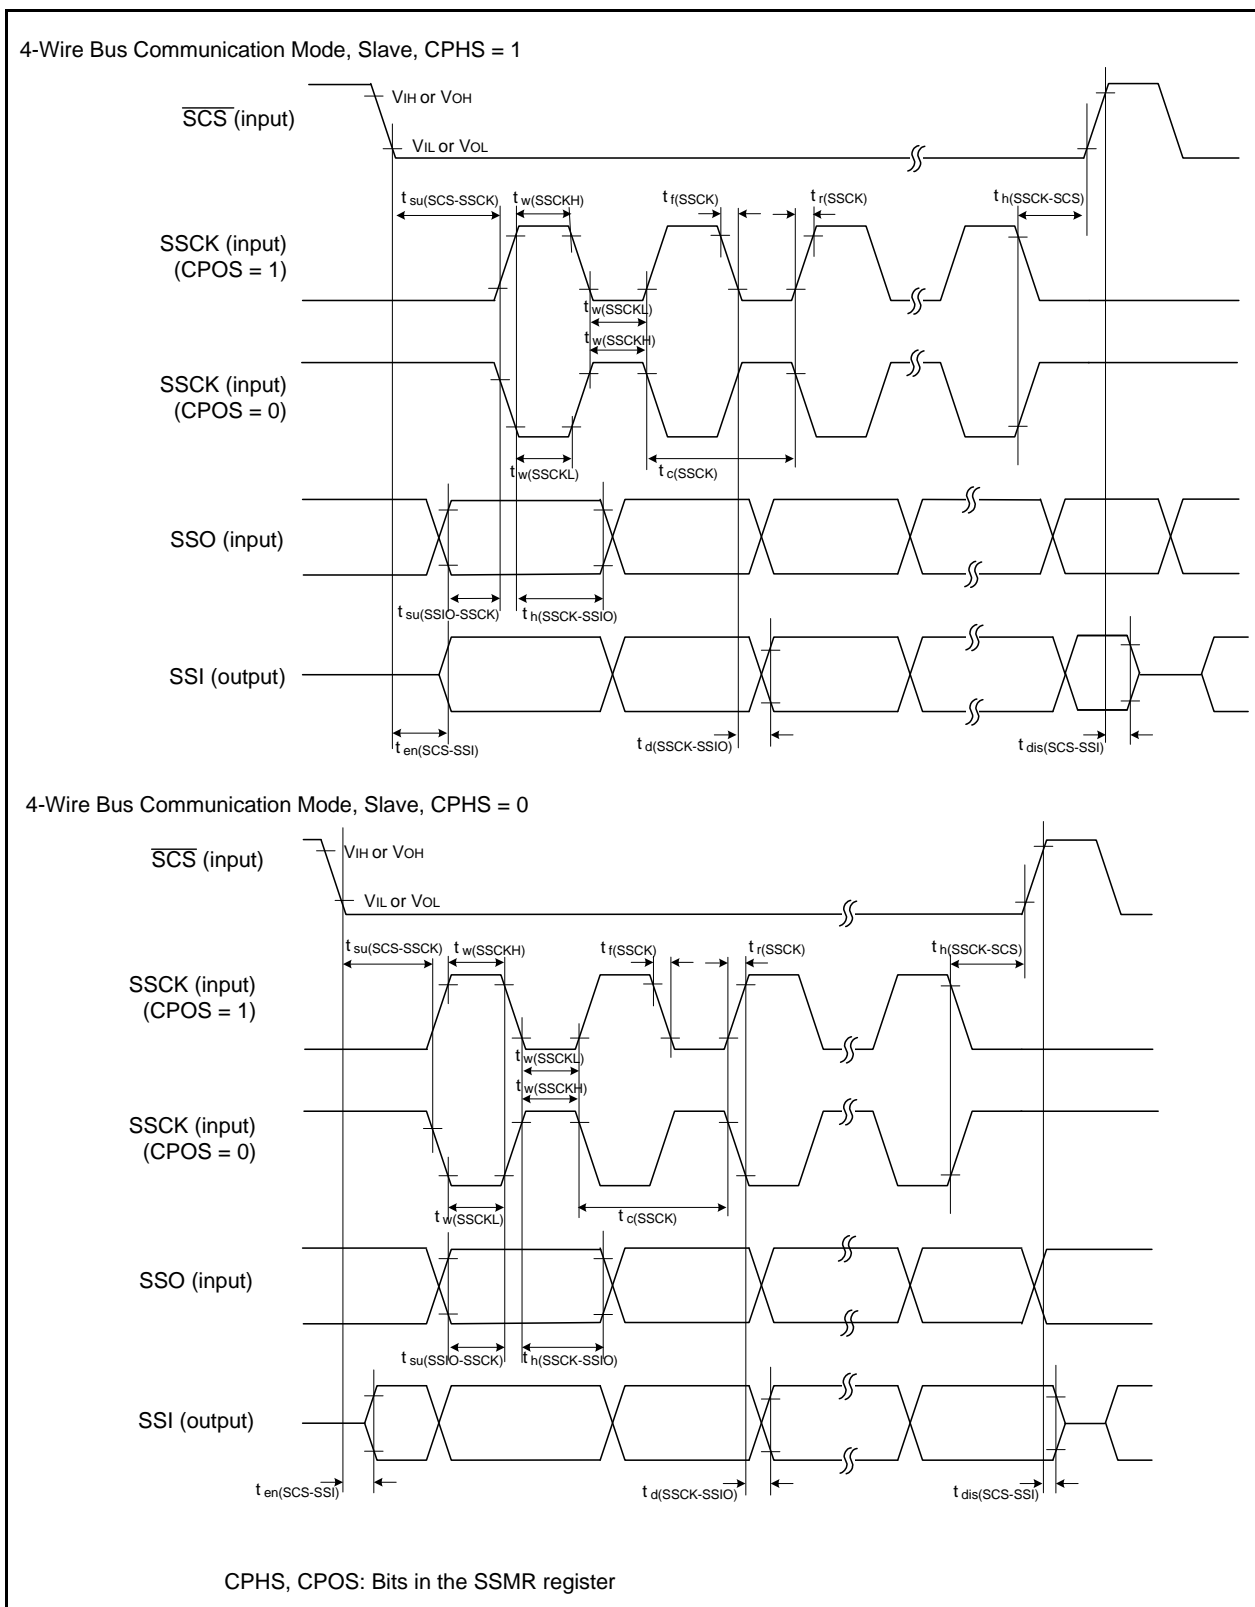 4-Wire Bus Communication Mode, Slave, CPHS = 1
VIH or VOH
SCS (input)
VIL or VOL
tsu(SCS-SSCK)
tw(SSCKH)
tf(SSCK)
tr(SSCK)
th(SSCK-SCS)
SSCK (input)
(CPOS = 1)
tw(SSCKL)
tw(SSCKH)
SSCK (input)
(CPOS = 0)
tw(SSCKL)
tc(SSCK)
SSO (input)
tsu(SSIO-SSCK)
th(SSCK-SSIO)
SSI (output)
ten(SCS-SSI)
td(SSCK-SSIO)
tdis(SCS-SSI)
4-Wire Bus Communication Mode, Slave, CPHS = 0
VIH or VOH
SCS (input)
VIL or VOL
tsu(SCS-SSCK)
tw(SSCKH)
tf(SSCK)
tr(SSCK)
th(SSCK-SCS)
SSCK (input)
(CPOS = 1)
tw(SSCKL)
tw(SSCKH)
SSCK (input)
(CPOS = 0)
tw(SSCKL)
tc(SSCK)
SSO (input)
tsu(SSIO-SSCK)
th(SSCK-SSIO)
SSI (output)
ten(SCS-SSI)
td(SSCK-SSIO)
tdis(SCS-SSI)
CPHS, CPOS: Bits in the SSMR register